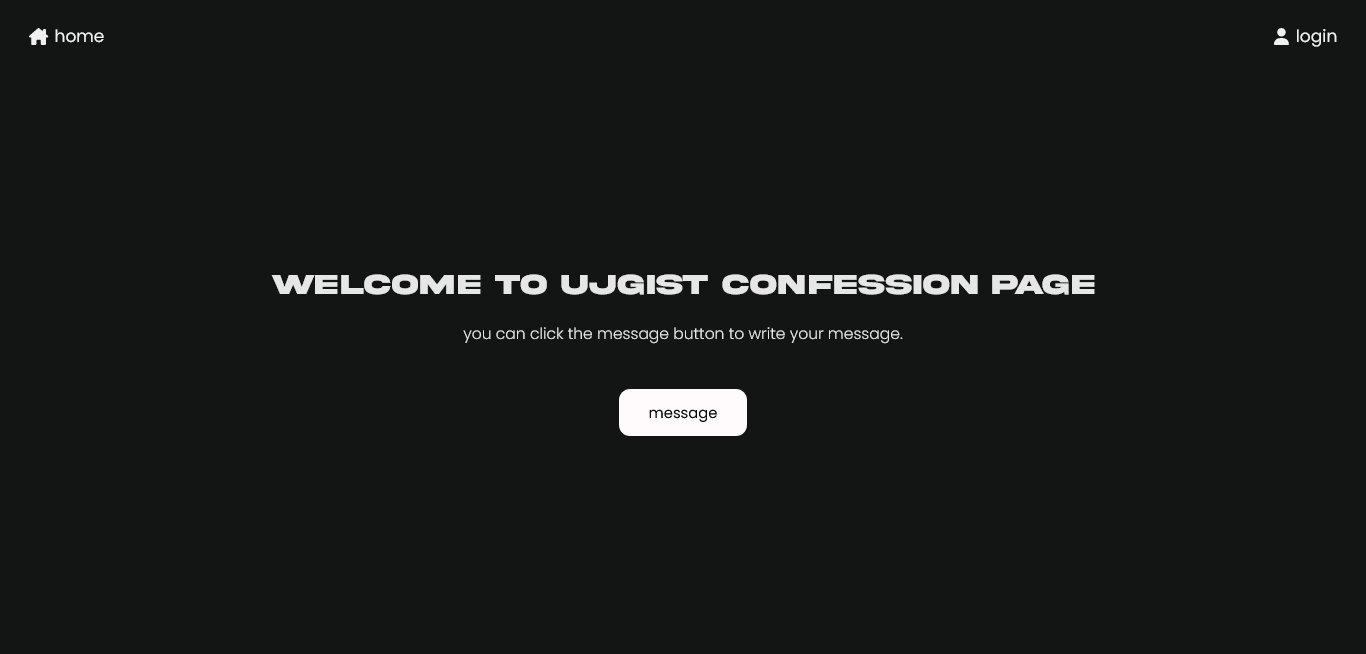 home
login
WELCOME TO UJGIST CONFESSION PAGE
you can click the message button to write your message.
message